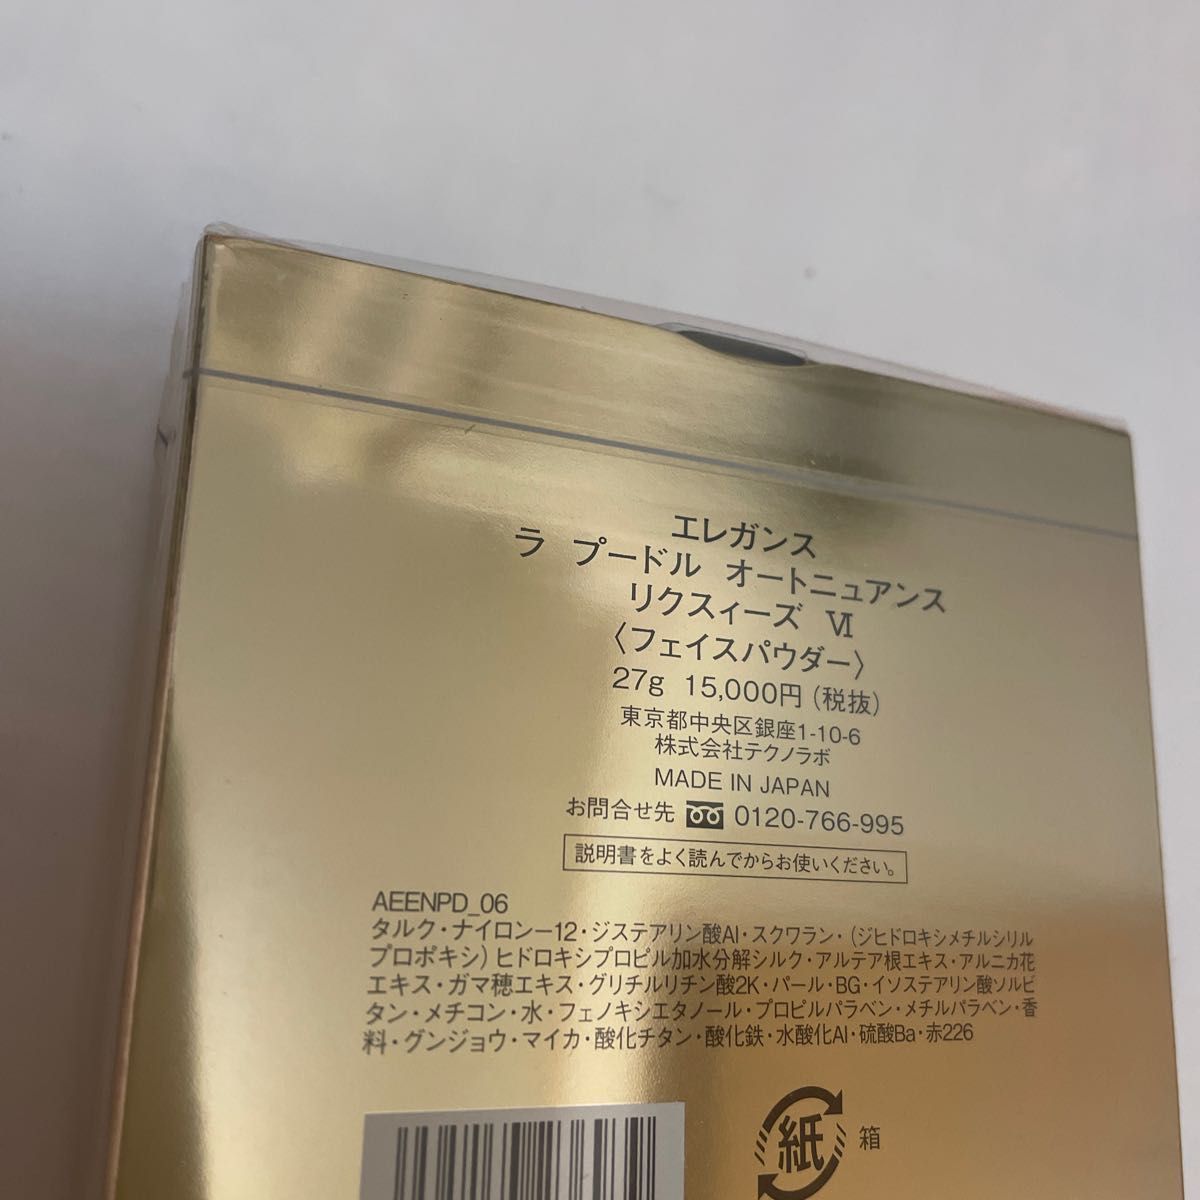 エレガンス
ラ プードル オートニュアンス
リクスィーズ Ⅵ
〈フェイスパウダー〉
27g 15,000円（税抜）
東京都中央区銀座1-10-6
株式会社テクノラボ
MADE IN JAPAN
お問合せ先 0120-766-995
説明書をよく読んでからお使いください。
AEENPD_06
タルク・ナイロン－12・ジステアリン酸Al・スクワラン・（ジヒドロキシメチルシリル
プロポキシ）ヒドロキシプロピル加水分解シルク・アルテア根エキス・アルニカ花
エキス・ガマ穂エキス・グリチルリチン酸2K・パール・BG・イソステアリン酸ソルビ
タン・メチコン・水・フェノキシエタノール・プロピルパラベン・メチルパラベン・香
料・グンジョウ・マイカ・酸化チタン・酸化鉄・水酸化Al・硫酸Ba・赤226
紙 箱